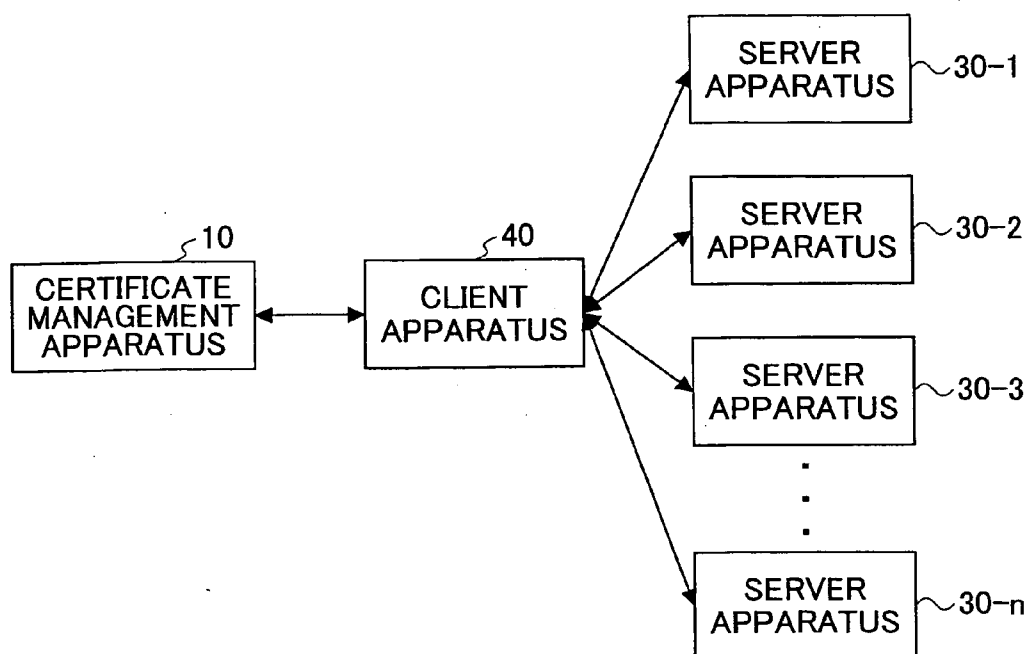 10
CERTIFICATE
MANAGEMENT
APPARATUS
40
CLIENT
APPARATUS
SERVER
APPARATUS
30-1
SERVER
APPARATUS
30-2
SERVER
APPARATUS
30-3
SERVER
APPARATUS
30-n